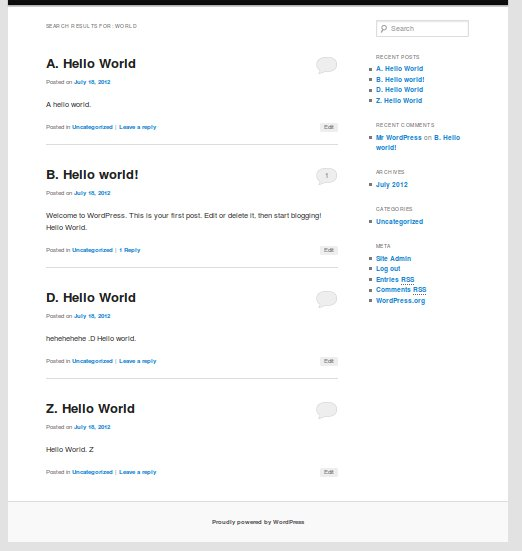 SEARCH RESULTS FOR: WORLD
A. Hello World
Posted on July 18, 2012
A hello world.
Posted in Uncategorized | Leave a reply
Edit
B. Hello world!
1
Posted on July 18, 2012
Welcome to WordPress. This is your first post. Edit or delete it, then start blogging!
Hello World.
Posted in Uncategorized | 1 Reply
Edit
D. Hello World
Posted on July 18, 2012
hehehehehe .D Hello world.
Posted in Uncategorized | Leave a reply
Edit
Z. Hello World
Posted on July 18, 2012
Hello World. Z
Posted in Uncategorized | Leave a reply
Edit
Search
RECENT POSTS
A. Hello World
B. Hello world!
D. Hello World
Z. Hello World
RECENT COMMENTS
Mr WordPress on B. Hello
world!
ARCHIVES
July 2012
CATEGORIES
Uncategorized
META
Site Admin
Log out
Entries RSS
Comments RSS
WordPress.org
Proudly powered by WordPress